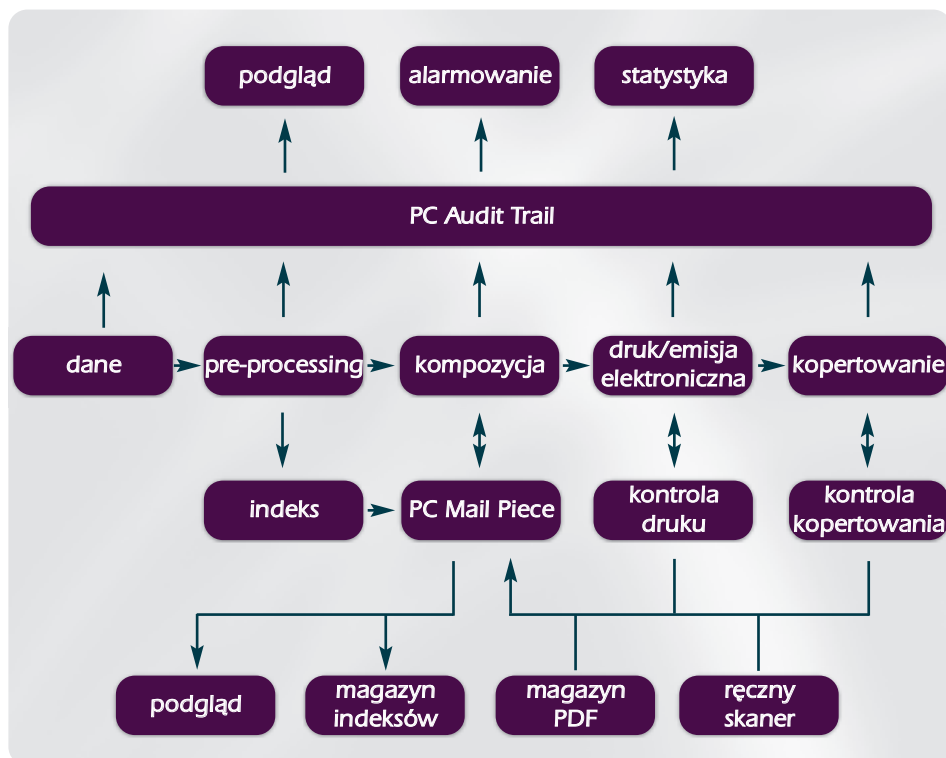 podgląd
alarmowanie
statystyka
PC Audit Trail
dane
pre-processing
kompozycja
druk/emisja
elektroniczna
kopertowanie
indeks
PC Mail Piece
kontrola
druku
kontrola
kopertowania
podgląd
magazyn
indeksów
magazyn
PDF
ręczny
skaner